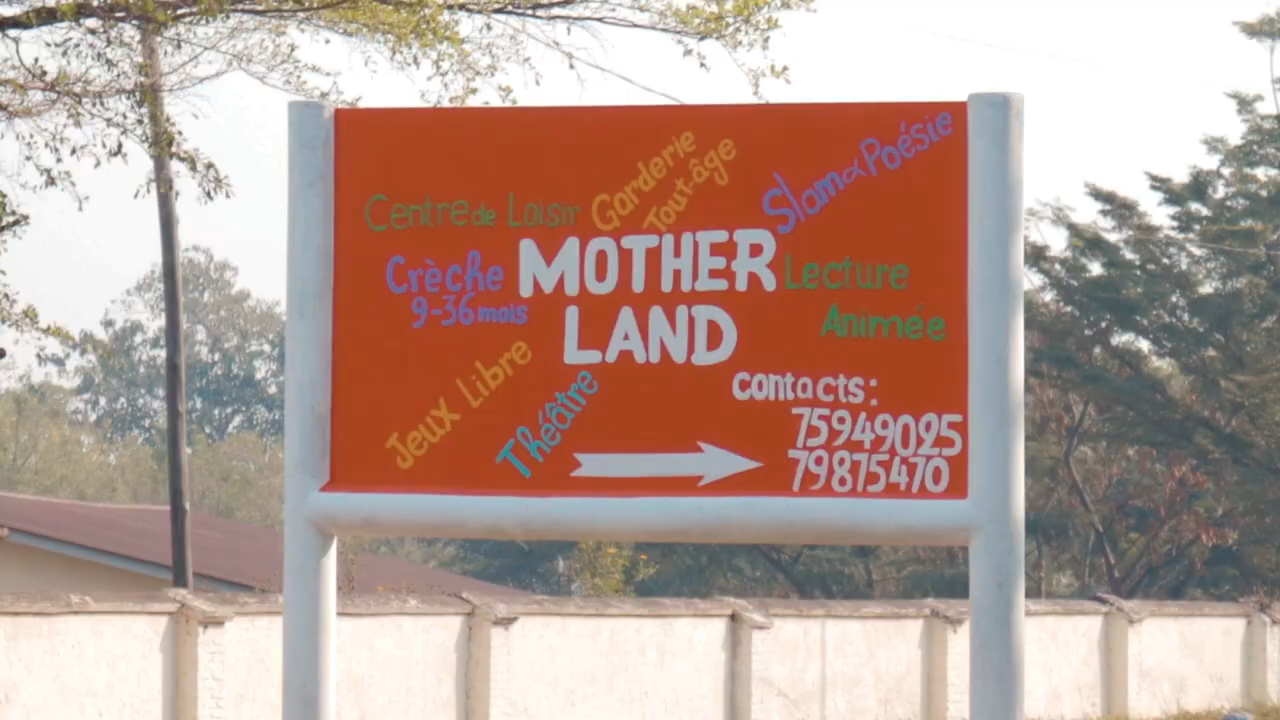 Centre de Loisir
Garderie
Tout-âge
Slam & Poésie
Crèche
9-36 mois
MOTHER
LAND
Lecture
Animée
Jeux Libre
Théâtre
contacts:
75949025
79875470